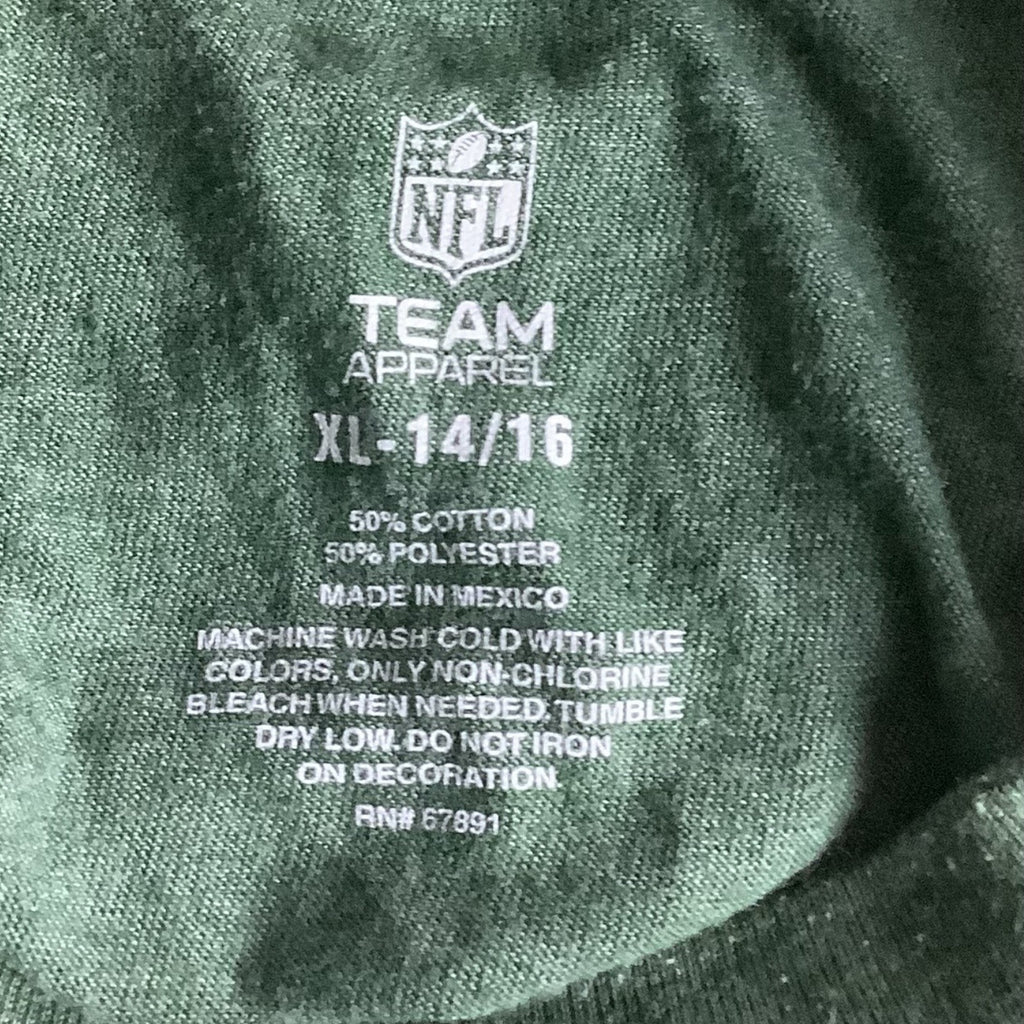 NFL
TEAM
APPAREL
XL-14/16
50% COTTON
50% POLYESTER
MADE IN MEXICO
MACHINE WASH COLD WITH LIKE
COLORS. ONLY NON-CHLORINE
BLEACH WHEN NEEDED. TUMBLE
DRY LOW. DO NOT IRON
ON DECORATION.
RN# 67891